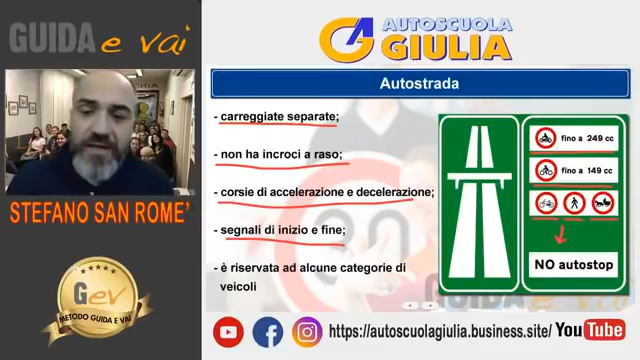 GUIDA e vai
AUTOSCUOLA
GIULIA
Autostrada
- carreggiate separate;
- non ha incroci a raso;
- corsie di accelerazione e decelerazione;
- segnali di inizio e fine;
- è riservata ad alcune categorie di
veicoli
fino a 249 cc
fino a 149 cc
NO autostop
STEFANO SAN ROME'
Gev
METODO GUIDA E VAI
https://autoscuolagiulia.business.site/
YouTube